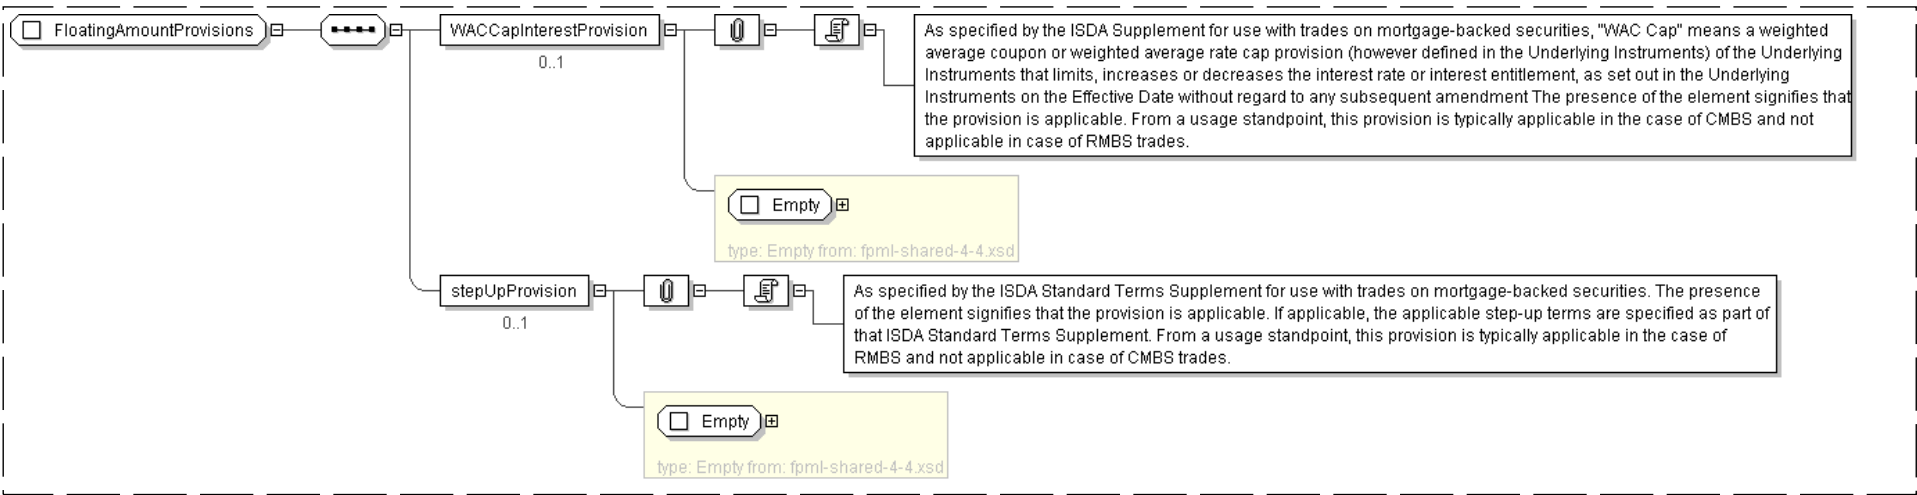 FloatingAmountProvisions
WACCapInterestProvision
0..1
As specified by the ISDA Supplement for use with trades on mortgage-backed securities, "WAC Cap" means a weighted
average coupon or weighted average rate cap provision (however defined in the Underlying Instruments) of the Underlying
Instruments that limits, increases or decreases the interest rate or interest entitlement, as set out in the Underlying
Instruments on the Effective Date without regard to any subsequent amendment The presence of the element signifies that
the provision is applicable. From a usage standpoint, this provision is typically applicable in the case of CMBS and not
applicable in case of RMBS trades.
Empty
type: Empty from: fpml-shared-4-4.xsd
stepUpProvision
0..1
As specified by the ISDA Standard Terms Supplement for use with trades on mortgage-backed securities. The presence
of the element signifies that the provision is applicable. If applicable, the applicable step-up terms are specified as part of
that ISDA Standard Terms Supplement. From a usage standpoint, this provision is typically applicable in the case of
RMBS and not applicable in case of CMBS trades.
Empty
type: Empty from: fpml-shared-4-4.xsd